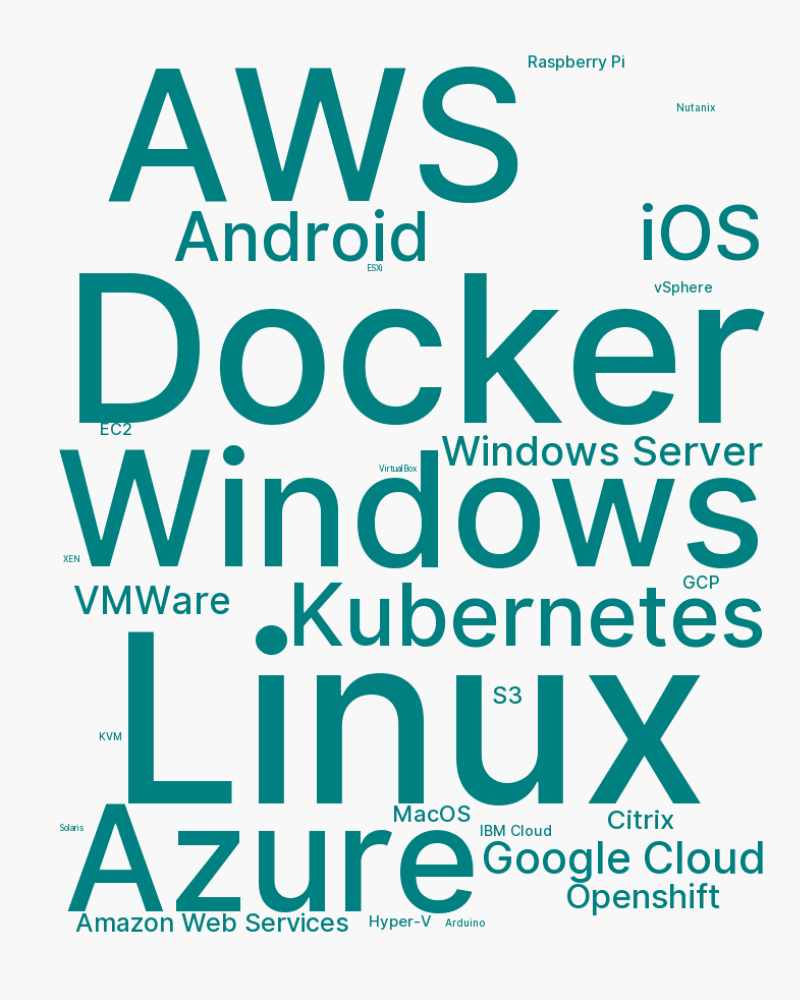 Raspberry Pi
AWS
Nutanix
Android
iOS
ESXi
vSphere
Docker
EC2
Windows Server
VirtualBox
Windows
XEN
GCP
VMWare
Kubernetes
S3
Linux
KVM
MacOS
Citrix
Solaris
IBM Cloud
Azure
Google Cloud
Openshift
Amazon Web Services
Hyper-V
Arduino